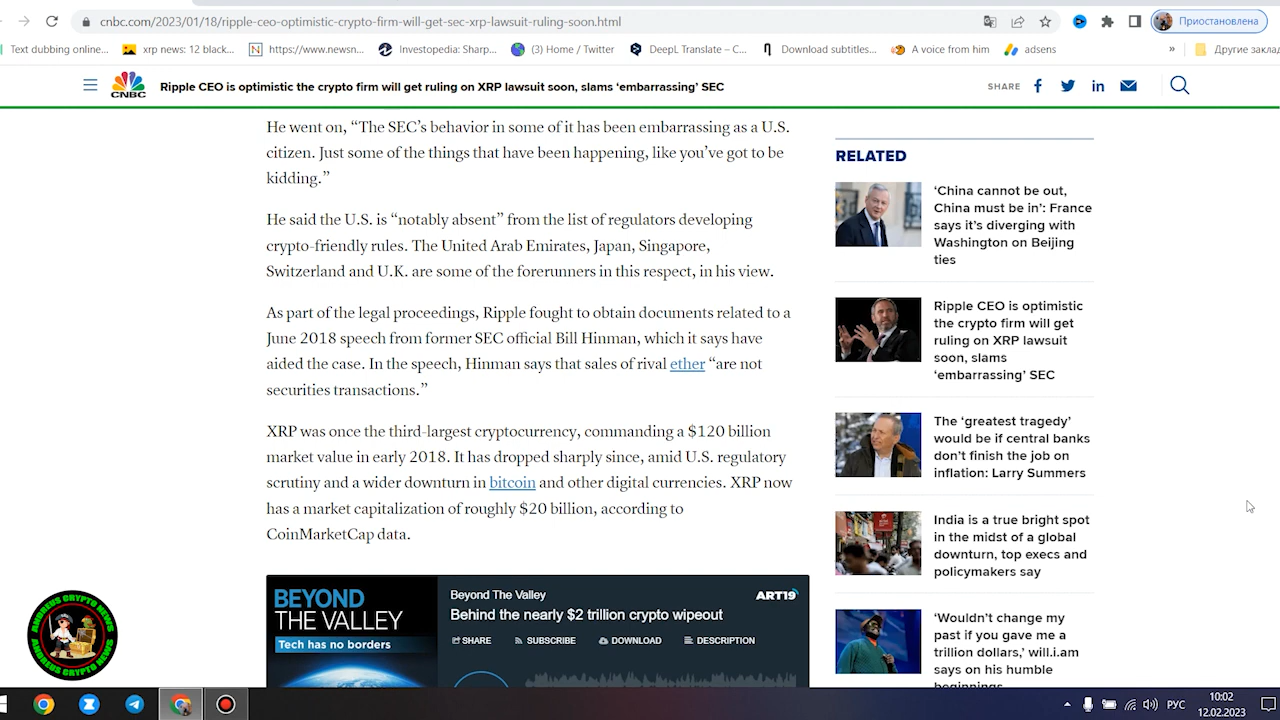 cnbc.com/2023/01/18/ripple-ceo-optimistic-crypto-firm-will-get-sec-xrp-lawsuit-ruling-soon.html
Приостановлена
Text dubbing online...
xrp news: 12 black...
https://www.newsn...
Investopedia: Sharp...
(3) Home / Twitter
DeepL Translate – C...
Download subtitles...
A voice from him
adsens
»
Другие заклад
CNBC
Ripple CEO is optimistic the crypto firm will get ruling on XRP lawsuit soon, slams ‘embarrassing’ SEC
SHARE
He went on, “The SEC’s behavior in some of it has been embarrassing as a U.S.
citizen. Just some of the things that have been happening, like you’ve got to be
kidding.”
He said the U.S. is “notably absent” from the list of regulators developing
crypto-friendly rules. The United Arab Emirates, Japan, Singapore,
Switzerland and U.K. are some of the forerunners in this respect, in his view.
As part of the legal proceedings, Ripple fought to obtain documents related to a
June 2018 speech from former SEC official Bill Hinman, which it says have
aided the case. In the speech, Hinman says that sales of rival ether “are not
securities transactions.”
XRP was once the third-largest cryptocurrency, commanding a $120 billion
market value in early 2018. It has dropped sharply since, amid U.S. regulatory
scrutiny and a wider downturn in bitcoin and other digital currencies. XRP now
has a market capitalization of roughly $20 billion, according to
CoinMarketCap data.
BEYOND
THE VALLEY
Tech has no borders
Beyond The Valley
Behind the nearly $2 trillion crypto wipeout
ART19
SHARE
SUBSCRIBE
DOWNLOAD
DESCRIPTION
RELATED
‘China cannot be out,
China must be in’: France
says it’s diverging with
Washington on Beijing
ties
Ripple CEO is optimistic
the crypto firm will get
ruling on XRP lawsuit
soon, slams
‘embarrassing’ SEC
The ‘greatest tragedy’
would be if central banks
don’t finish the job on
inflation: Larry Summers
India is a true bright spot
in the midst of a global
downturn, top execs and
policymakers say
‘Wouldn’t change my
past if you gave me a
trillion dollars,’ will.i.am
says on his humble
beginnings
ANDREUS CRYPTO NEWS
ANDREUS CRYPTO NEWS
РУС
10:02
12.02.2023